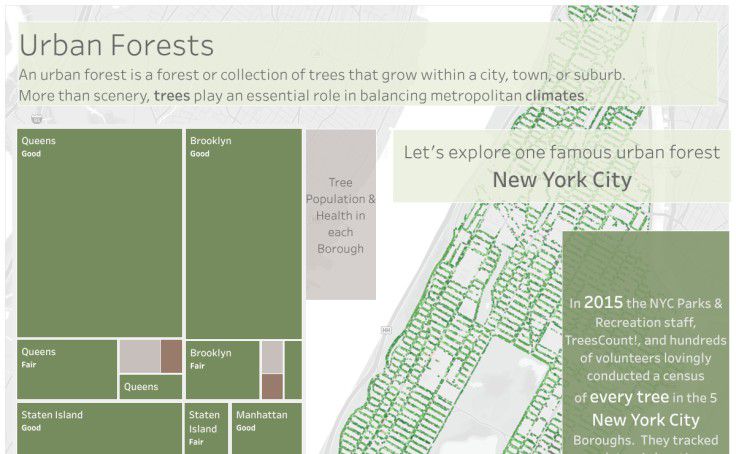 Urban Forests
An urban forest is a forest or collection of trees that grow within a city, town, or suburb.
More than scenery, trees play an essential role in balancing metropolitan climates.
Queens
Good
Brooklyn
Good
Tree
Population &
Health in
each
Borough
Let's explore one famous urban forest
New York City
Queens
Fair
Queens
Brooklyn
Fair
Staten Island
Good
Staten
Island
Fair
Manhattan
Good
In 2015 the NYC Parks &
Recreation staff,
TreesCount!, and hundreds
of volunteers lovingly
conducted a census
of every tree in the 5
New York City
Boroughs. They tracked